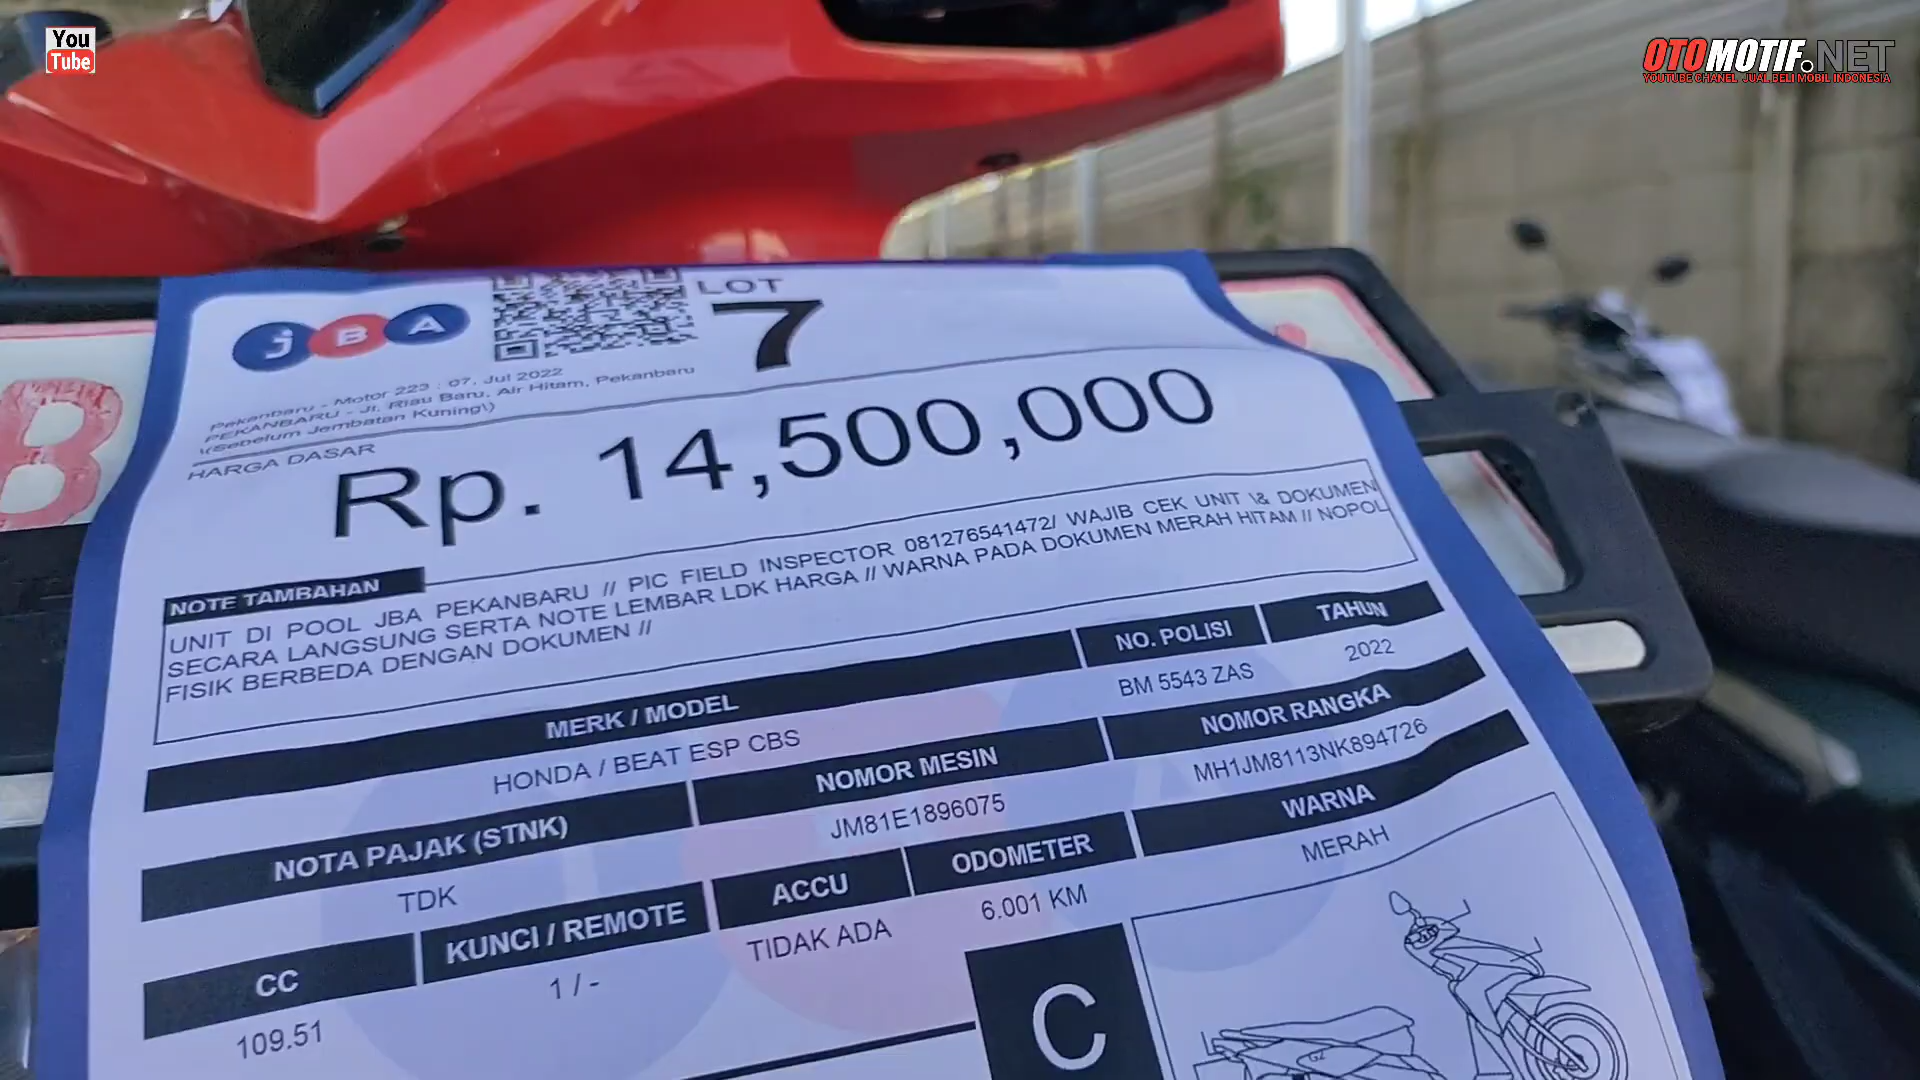 You
Tube
OTOMOTIF.NET
YOUTUBE CHANEL JUAL BELI MOBIL INDONESIA
JBA
LOT
7
Pekanbaru - Motor 223 : 07, Jul 2022
PEKANBARU - Jl. Riau Baru, Air Hitam, Pekanbaru
\(Sebelum Jembatan Kuning\)
HARGA DASAR
Rp. 14,500,000
NOTE TAMBAHAN
UNIT DI POOL JBA PEKANBARU // PIC FIELD INSPECTOR 081276541472/ WAJIB CEK UNIT \& DOKUMEN
SECARA LANGSUNG SERTA NOTE LEMBAR LDK HARGA // WARNA PADA DOKUMEN MERAH HITAM // NOPOL
FISIK BERBEDA DENGAN DOKUMEN //
MERK / MODEL NO. POLISI TAHUN
HONDA / BEAT ESP CBS BM 5543 ZAS 2022
NOTA PAJAK (STNK) NOMOR MESIN NOMOR RANGKA
TDK JM81E1896075 MH1JM8113NK894726
CC KUNCI / REMOTE ACCU ODOMETER WARNA
109.51 1 / - TIDAK ADA 6.001 KM MERAH
C
B